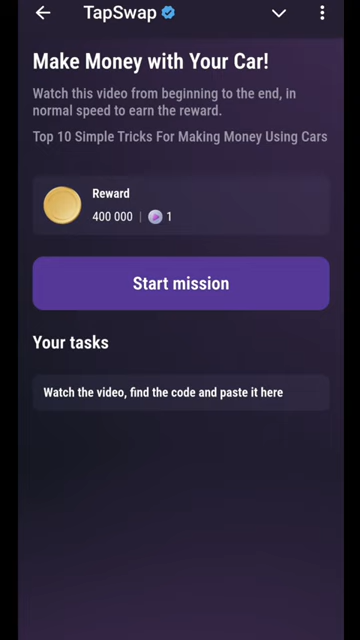 TapSwap
Make Money with Your Car!
Watch this video from beginning to the end, in
normal speed to earn the reward.
Top 10 Simple Tricks For Making Money Using Cars
Reward
400 000 | 1
Start mission
Your tasks
Watch the video, find the code and paste it here